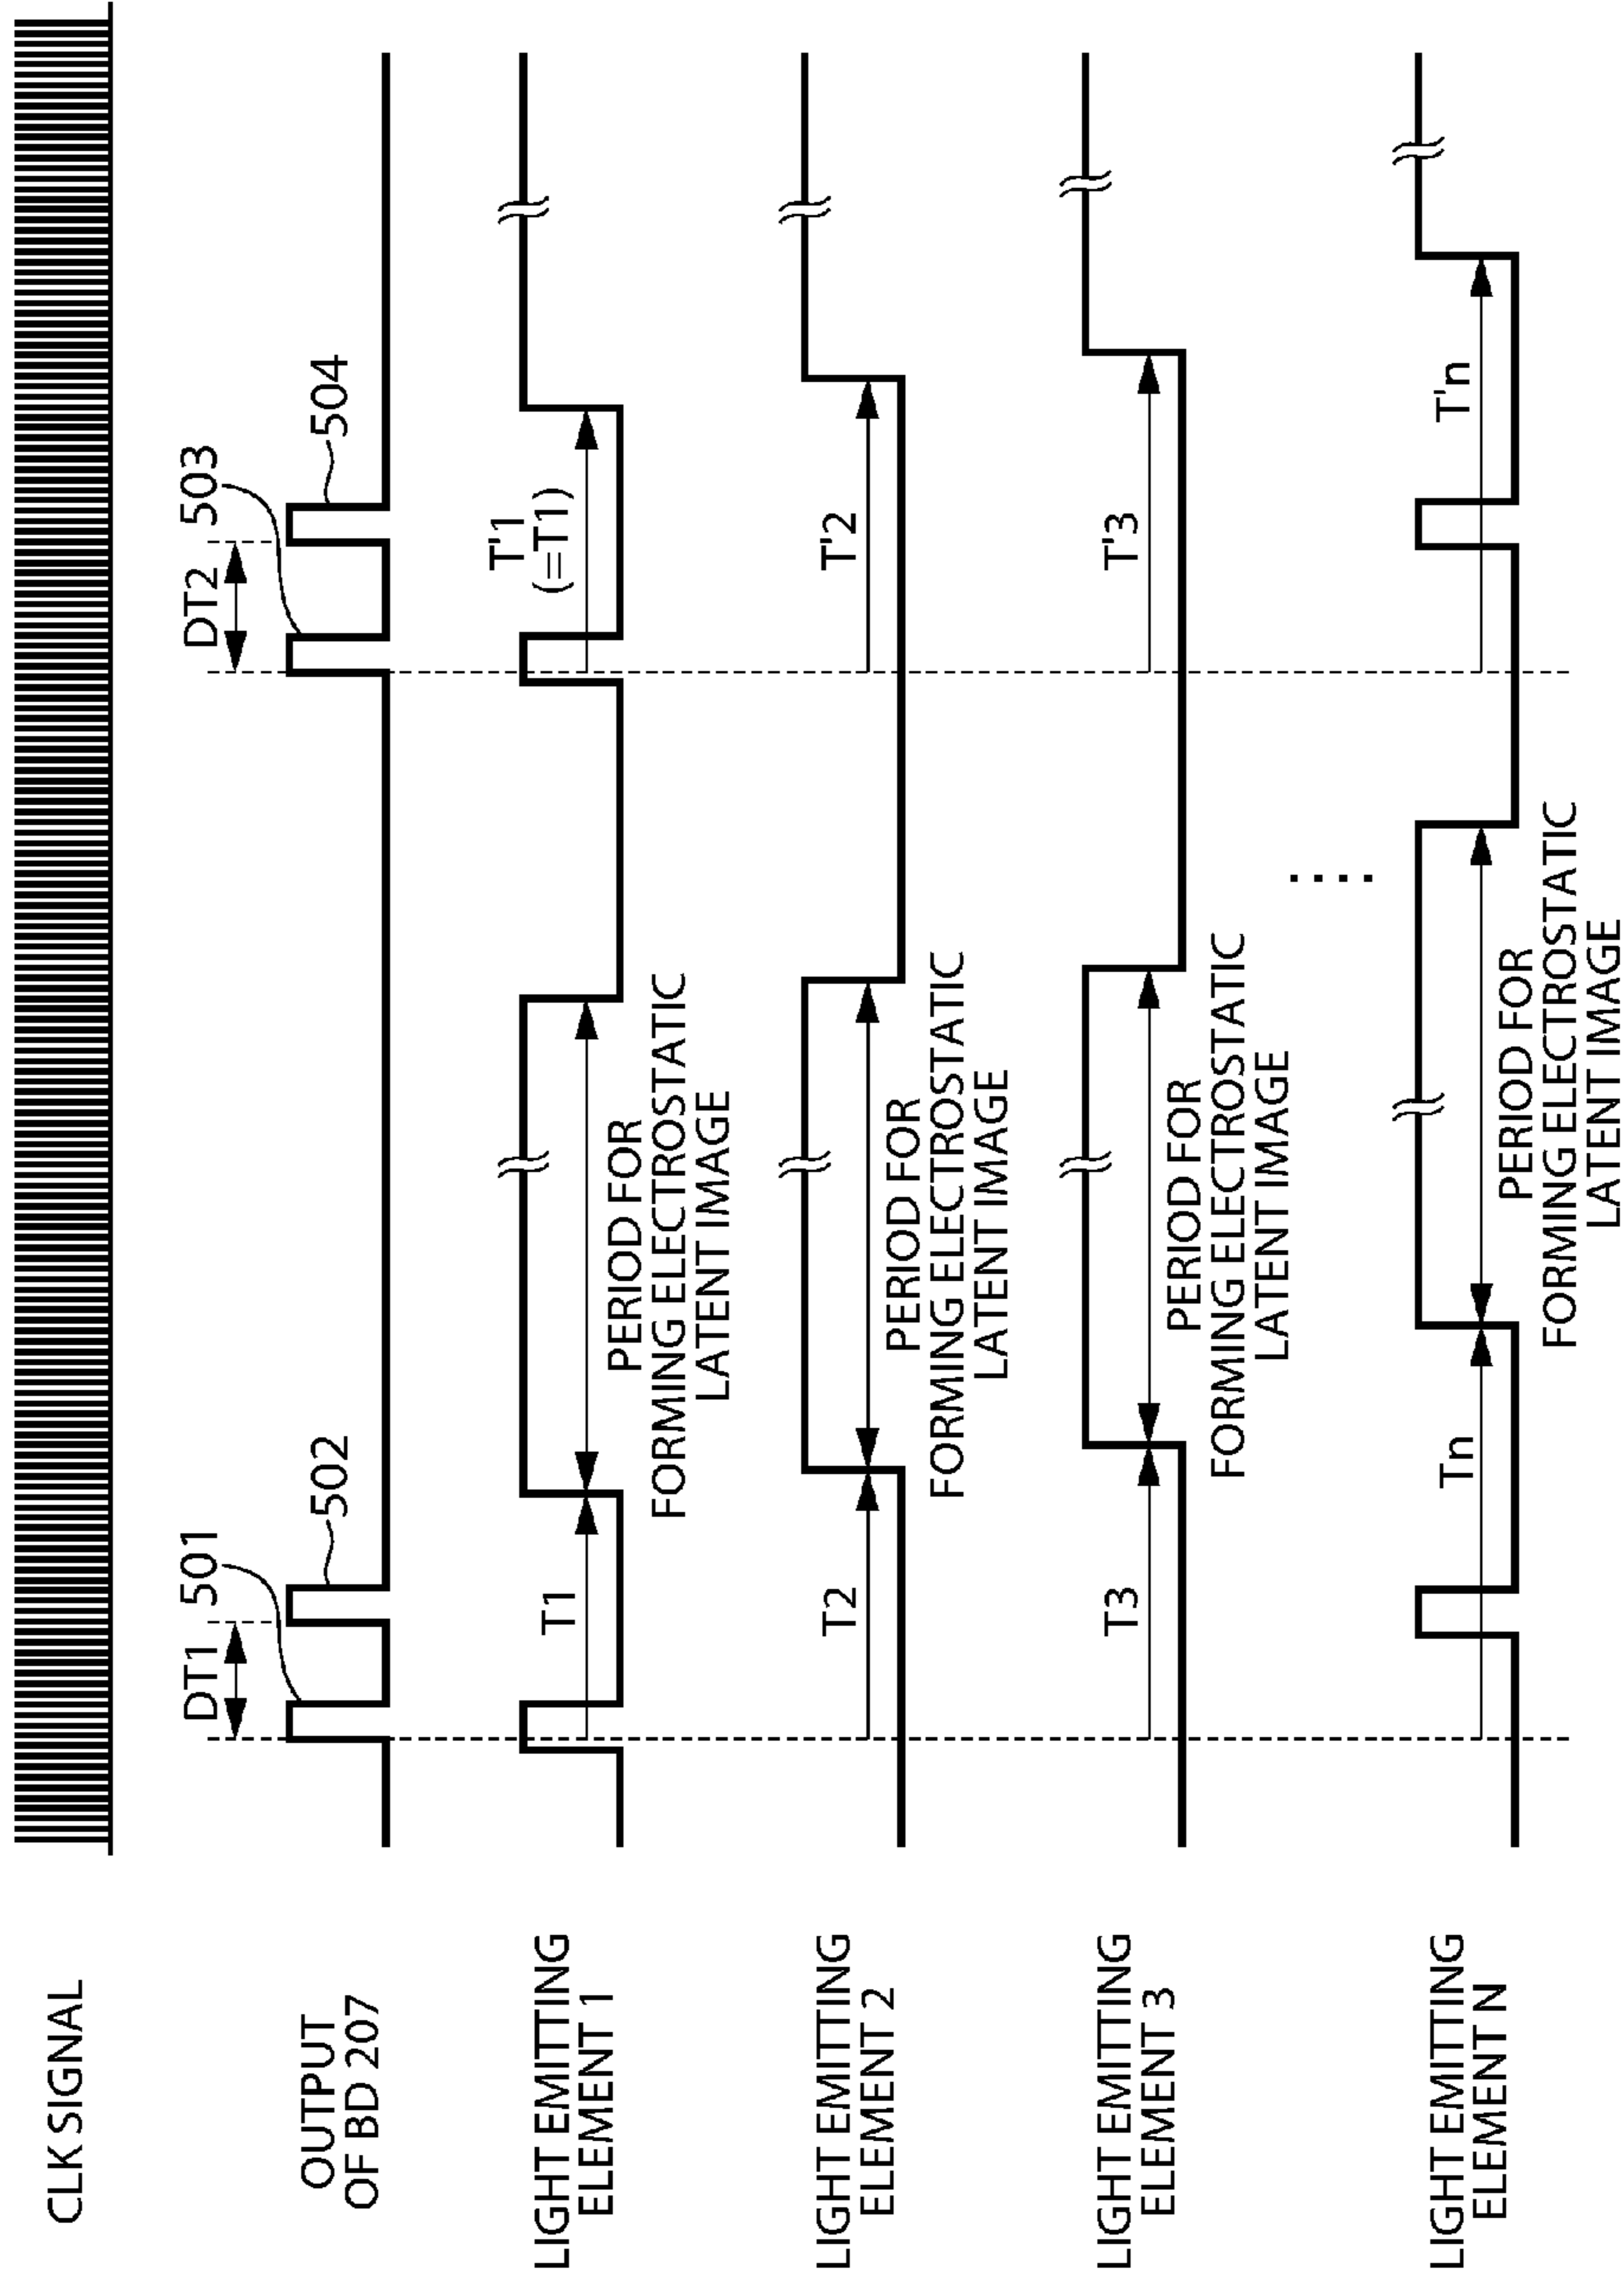 CLK SIGNAL
OUTPUT
OF BD 207
DT1
501
502
DT2
503
504
LIGHT EMITTING
ELEMENT 1
T1
PERIOD FOR
FORMING ELECTROSTATIC
LATENT IMAGE
T'1
(=T1)
LIGHT EMITTING
ELEMENT 2
T2
PERIOD FOR
FORMING ELECTROSTATIC
LATENT IMAGE
T'2
LIGHT EMITTING
ELEMENT 3
T3
PERIOD FOR
FORMING ELECTROSTATIC
LATENT IMAGE
T'3
....
LIGHT EMITTING
ELEMENT N
Tn
PERIOD FOR
FORMING ELECTROSTATIC
LATENT IMAGE
T'n